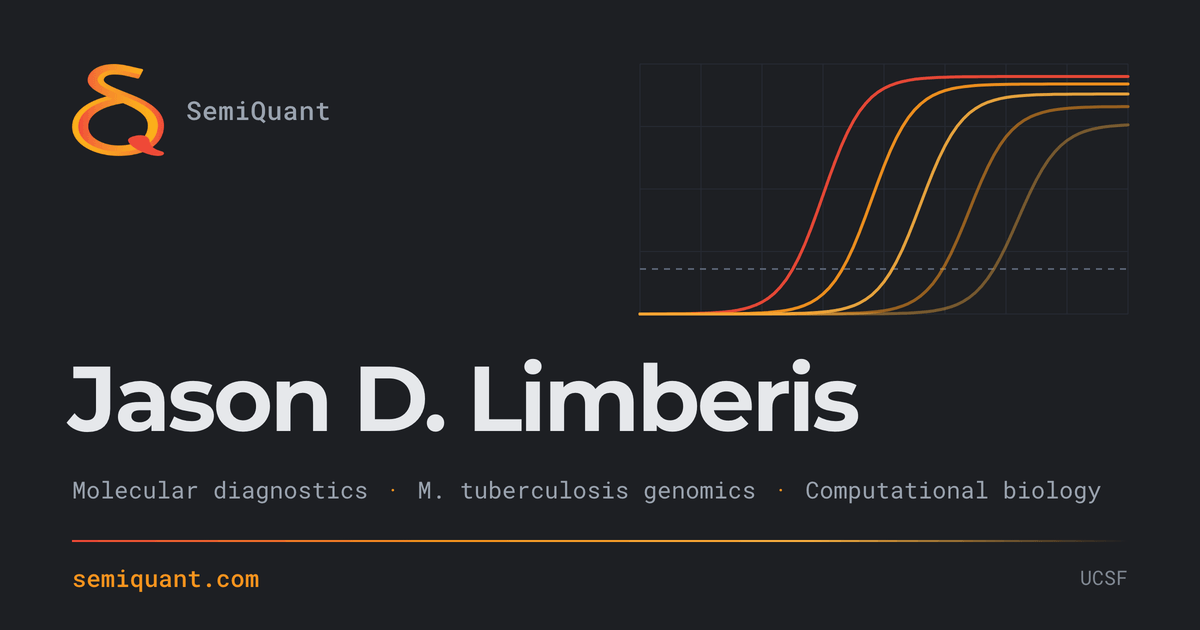 SemiQuant
Jason D. Limberis
Molecular diagnostics · M. tuberculosis genomics · Computational biology
semiquant.com
UCSF